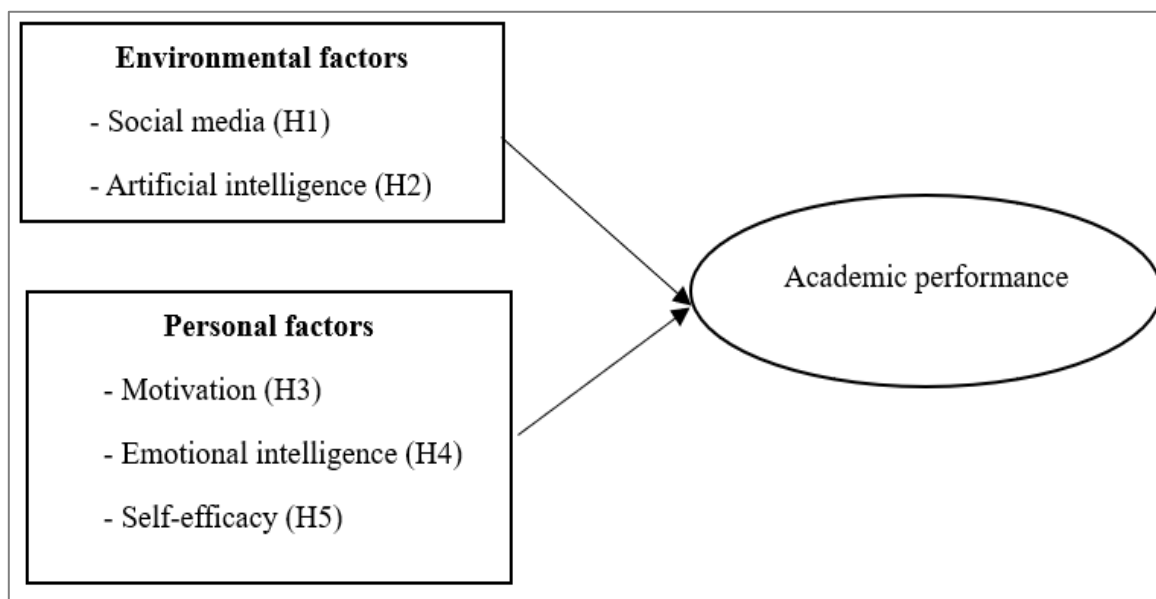 Environmental factors
- Social media (H1)
- Artificial intelligence (H2)
Academic performance
Personal factors
- Motivation (H3)
- Emotional intelligence (H4)
- Self-efficacy (H5)